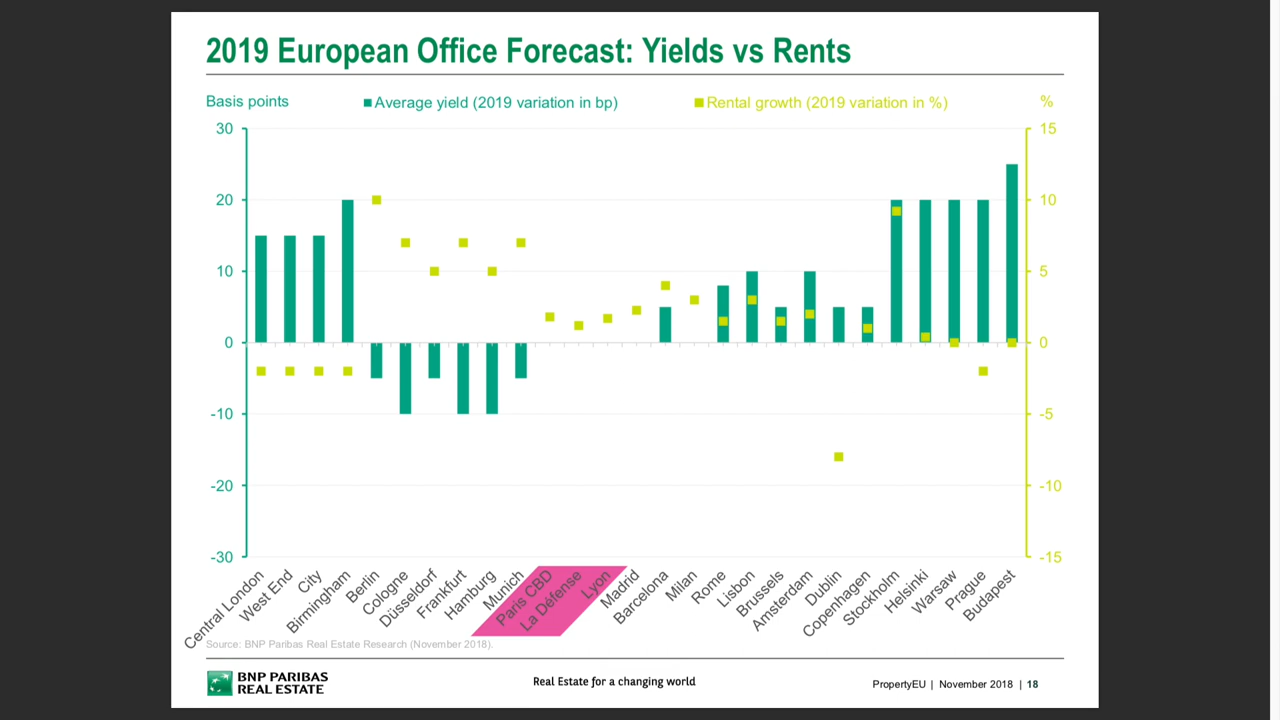 2019 European Office Forecast: Yields vs Rents
Basis points
Average yield (2019 variation in bp)
Rental growth (2019 variation in %)
%
30
20
10
0
-10
-20
-30
15
10
5
0
-5
-10
-15
Central London
West End
City
Birmingham
Berlin
Cologne
Düsseldorf
Frankfurt
Hamburg
Munich
Paris CBD
La Défense
Lyon
Madrid
Barcelona
Milan
Rome
Lisbon
Brussels
Amsterdam
Dublin
Copenhagen
Stockholm
Helsinki
Warsaw
Prague
Budapest
Source: BNP Paribas Real Estate Research (November 2018).
BNP PARIBAS
REAL ESTATE
Real Estate for a changing world
PropertyEU | November 2018 | 18